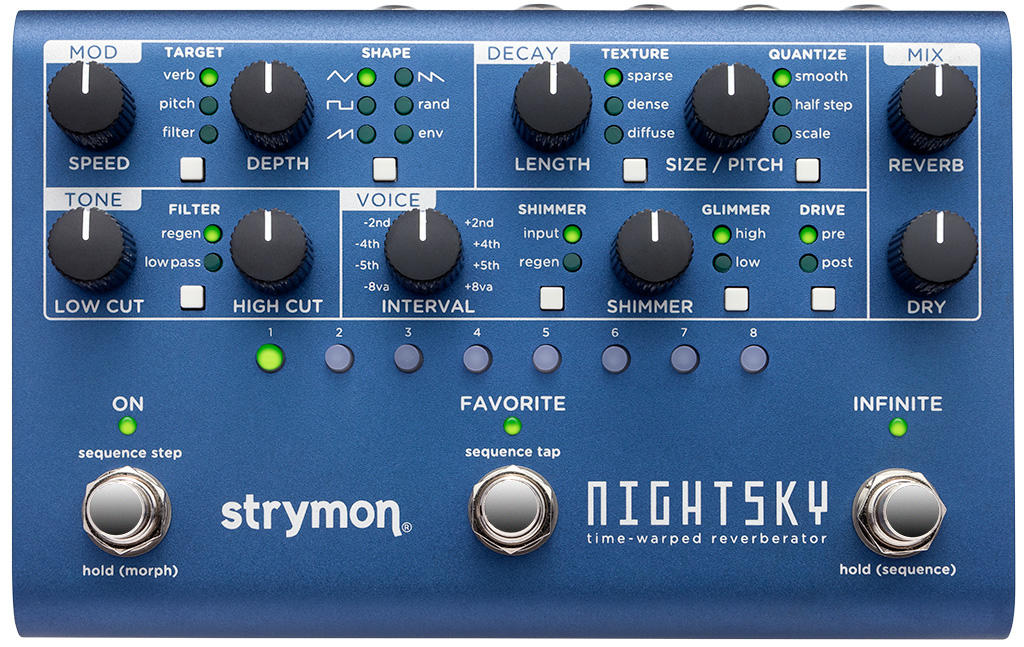 MOD
TARGET
SHAPE
DECAY
TEXTURE
QUANTIZE
MIX
verb
sparse
smooth
pitch
rand
dense
half step
filter
env
diffuse
scale
SPEED
DEPTH
LENGTH
SIZE / PITCH
REVERB
TONE
FILTER
VOICE
SHIMMER
GLIMMER
DRIVE
-2nd
+2nd
regen
input
high
pre
-4th
+4th
low pass
-5th
+5th
regen
low
post
-8va
+8va
LOW CUT
HIGH CUT
INTERVAL
SHIMMER
DRY
1 2 3 4 5 6 7 8
ON
FAVORITE
INFINITE
sequence step
sequence tap
strymon®
NIGHTSKY
time-warped reverberator
hold (morph)
hold (sequence)